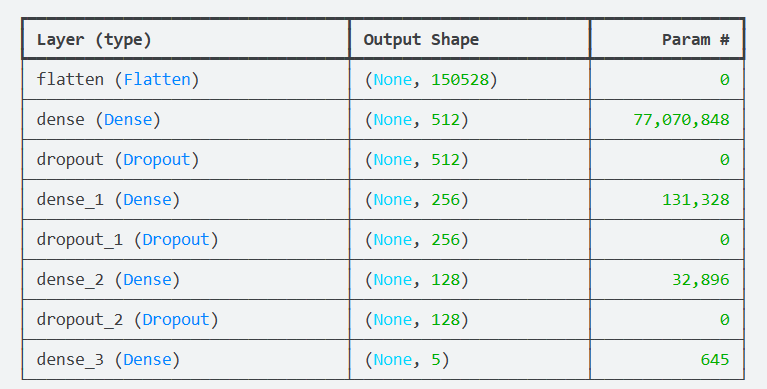 Layer (type) Output Shape Param #
flatten (Flatten) (None, 150528) 0
dense (Dense) (None, 512) 77,070,848
dropout (Dropout) (None, 512) 0
dense_1 (Dense) (None, 256) 131,328
dropout_1 (Dropout) (None, 256) 0
dense_2 (Dense) (None, 128) 32,896
dropout_2 (Dropout) (None, 128) 0
dense_3 (Dense) (None, 5) 645